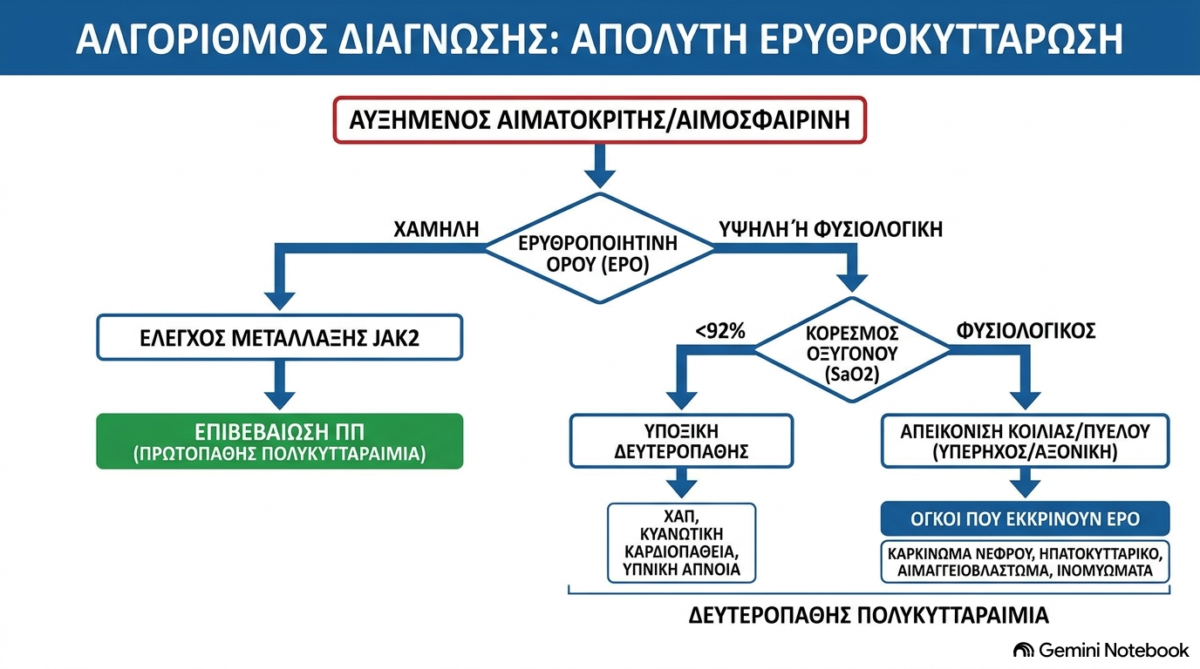 ΑΛΓΟΡΙΘΜΟΣ ΔΙΑΓΝΩΣΗΣ: ΑΠΟΛΥΤΗ ΕΡΥΘΡΟΚΥΤΤΑΡΩΣΗ
ΑΥΞΗΜΕΝΟΣ ΑΙΜΑΤΟΚΡΙΤΗΣ/ΑΙΜΟΣΦΑΙΡΙΝΗ
ΧΑΜΗΛΗ
ΕΡΥΘΡΟΠΟΙΗΤΙΝΗ
ΟΡΟΥ (EPO)
ΥΨΗΛΗ Ή ΦΥΣΙΟΛΟΓΙΚΗ
ΕΛΕΓΧΟΣ ΜΕΤΑΛΛΑΞΗΣ JAK2
ΕΠΙΒΕΒΑΙΩΣΗ ΠΠ
(ΠΡΩΤΟΠΑΘΗΣ ΠΟΛΥΚΥΤΤΑΡΑΙΜΙΑ)
<92%
ΚΟΡΕΣΜΟΣ
ΟΞΥΓΟΝΟΥ
(SaO2)
ΦΥΣΙΟΛΟΓΙΚΟΣ
ΥΠΟΞΙΚΗ
ΔΕΥΤΕΡΟΠΑΘΗΣ
ΧΑΠ,
ΚΥΑΝΩΤΙΚΗ
ΚΑΡΔΙΟΠΑΘΕΙΑ,
ΥΠΝΙΚΗ ΑΠΝΟΙΑ
ΑΠΕΙΚΟΝΙΣΗ ΚΟΙΛΙΑΣ/ΠΥΕΛΟΥ
(ΥΠΕΡΗΧΟΣ/ΑΞΟΝΙΚΗ)
ΟΓΚΟΙ ΠΟΥ ΕΚΚΡΙΝΟΥΝ EPO
ΚΑΡΚΙΝΩΜΑ ΝΕΦΡΟΥ, ΗΠΑΤΟΚΥΤΤΑΡΙΚΟ,
ΑΙΜΑΓΓΕΙΟΒΛΑΣΤΩΜΑ, ΙΝΟΜΥΩΜΑΤΑ
ΔΕΥΤΕΡΟΠΑΘΗΣ ΠΟΛΥΚΥΤΤΑΡΑΙΜΙΑ
Gemini Notebook